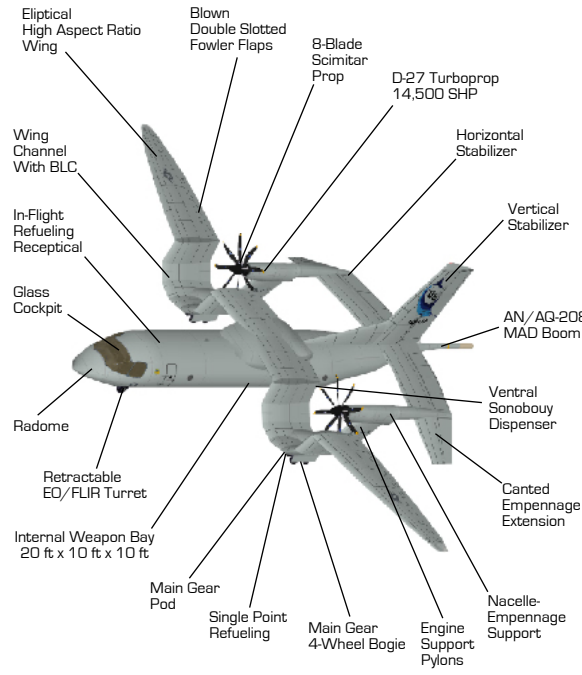 Eliptical
High Aspect Ratio
Wing
Blown
Double Slotted
Fowler Flaps
8-Blade
Scimitar
Prop
D-27 Turboprop
14,500 SHP
Wing
Channel
With BLC
Horizontal
Stabilizer
In-Flight
Refueling
Receptical
Vertical
Stabilizer
Glass
Cockpit
AN/AQ-208
MAD Boom
Radome
Ventral
Sonobouy
Dispenser
Retractable
EO/FLIR Turret
Canted
Empennage
Extension
Internal Weapon Bay
20 ft x 10 ft x 10 ft
Main Gear
Pod
Single Point
Refueling
Main Gear
4-Wheel Bogie
Engine
Support
Pylons
Nacelle-
Empennage
Support